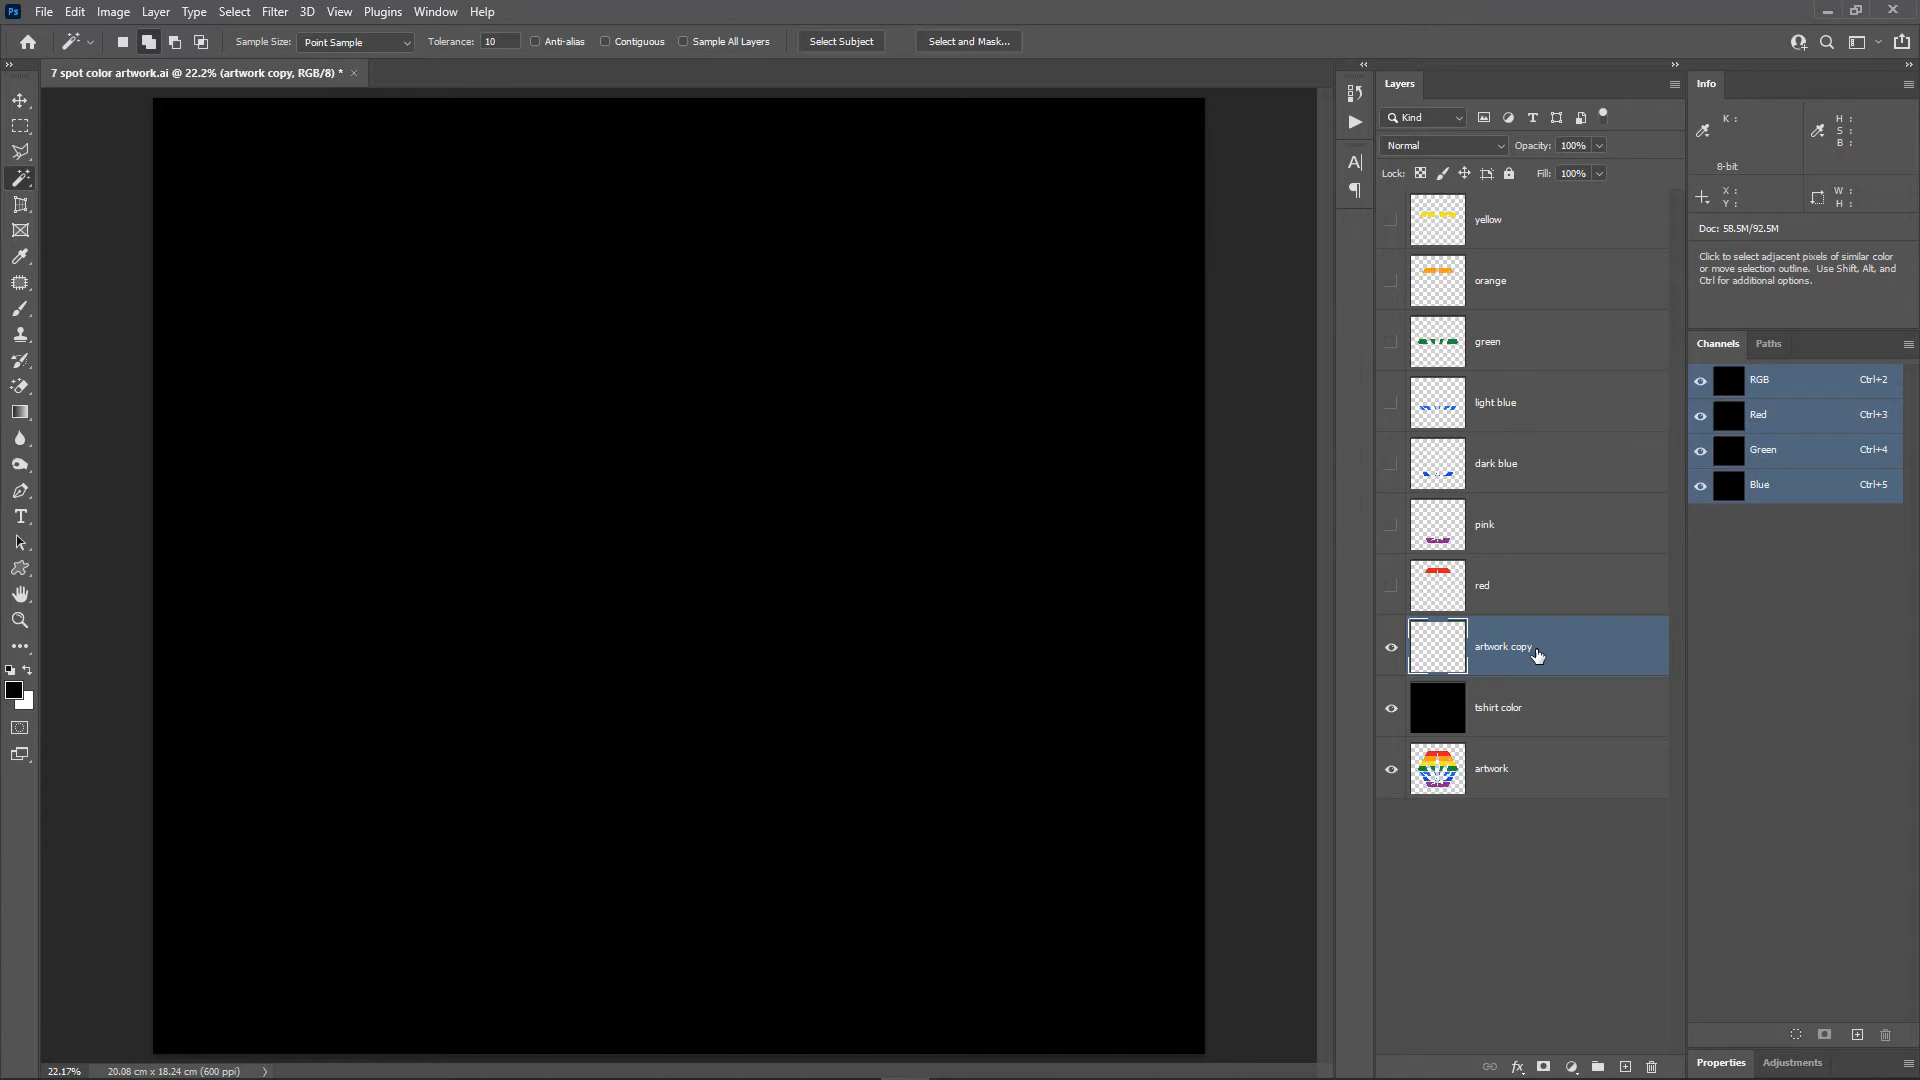 Ps File Edit Image Layer Type Select Filter 3D View Plugins Window Help
Sample Size: Point Sample Tolerance: 10 Anti-alias Contiguous Sample All Layers Select Subject Select and Mask...
7 spot color artwork.ai @ 22.2% (artwork copy, RGB/8) *
Layers
Kind
Normal Opacity: 100%
Lock: Fill: 100%
yellow
orange
green
light blue
dark blue
pink
red
artwork copy
tshirt color
artwork
Info
K : H :
S :
B :
8-bit
X : W :
Y : H :
Doc: 58.5M/92.5M
Click to select adjacent pixels of similar color
or move selection outline. Use Shift, Alt, and
Ctrl for additional options.
Channels Paths
RGB Ctrl+2
Red Ctrl+3
Green Ctrl+4
Blue Ctrl+5
Properties Adjustments
22.17% 20.08 cm x 18.24 cm (600 ppi)